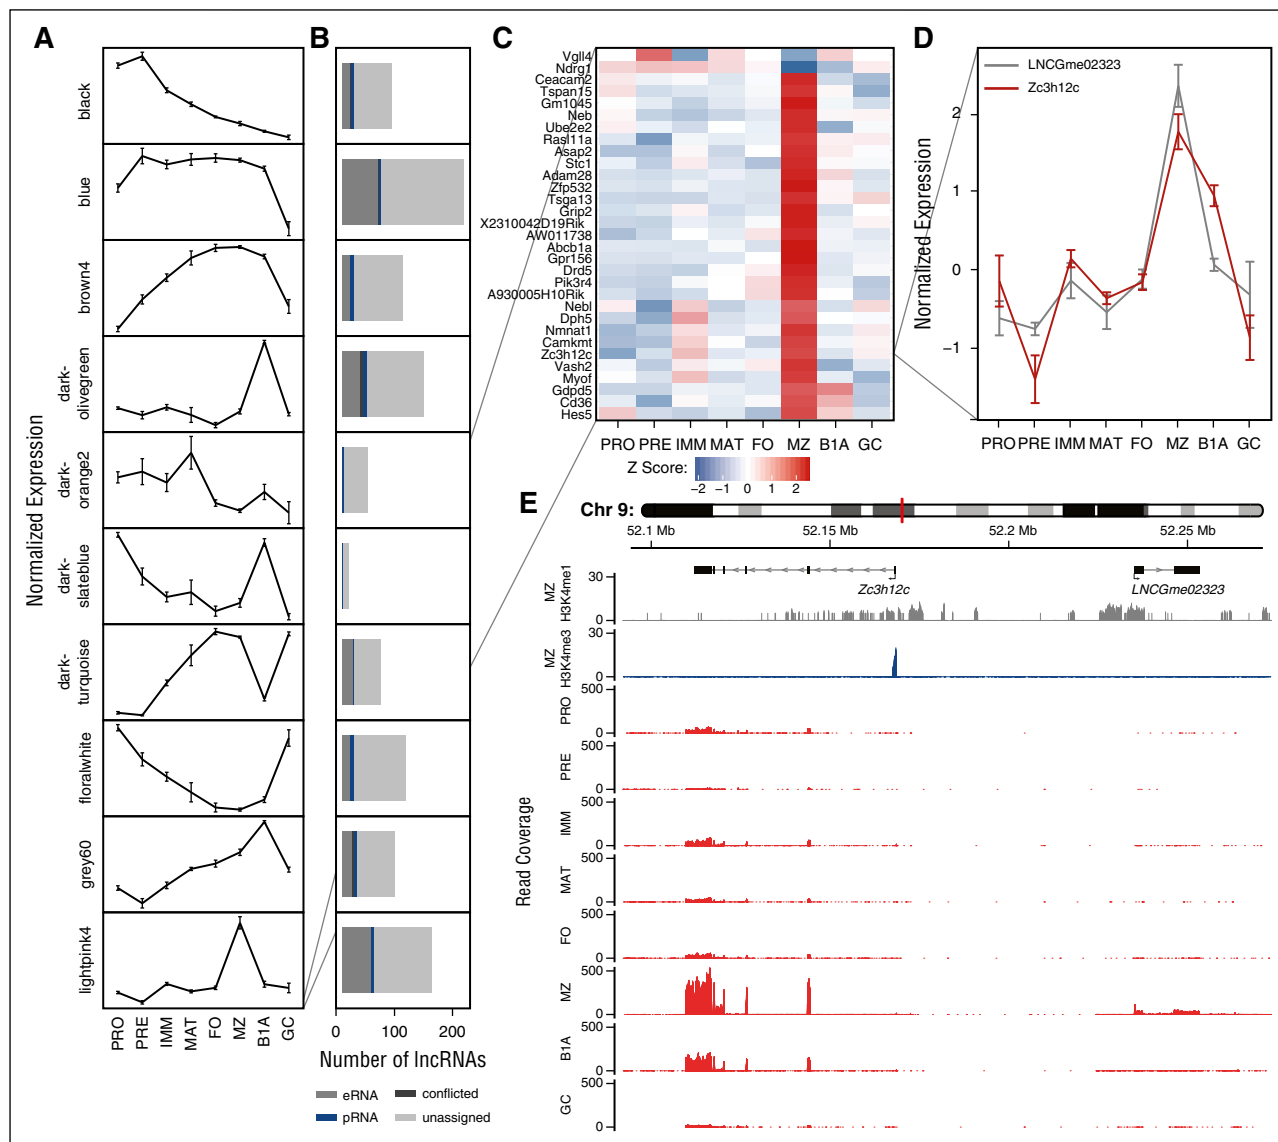 A
B
C
D
black
blue
brown4
dark-
olivegreen
dark-
orange2
dark-
slateblue
dark-
turquoise
floralwhite
grey60
lightpink4
Normalized Expression
PRO PRE IMM MAT FO MZ B1A GC
0 100 200
Number of lncRNAs
eRNA
conflicted
pRNA
unassigned
Vgll4
Ndrg1
Ceacam2
Tspan15
Gm1045
Neb
Ube2e2
Rasl11a
Asap2
Stc1
Adam28
Zfp532
Tsga13
Grip2
X2310042D19Rik
AW011738
Abcb1a
Gpr156
Drd5
Pik3r4
A930005H10Rik
Nebl
Dph5
Nmnat1
Camkmt
Zc3h12c
Vash2
Myof
Gdpd5
Cd36
Hes5
PRO PRE IMM MAT FO MZ B1A GC
Z Score:
−2 −1 0 1 2
LNCGme02323
Zc3h12c
Normalized Expression
2
1
0
−1
PRO PRE IMM MAT FO MZ B1A GC
E
Chr 9:
52.1 Mb 52.15 Mb 52.2 Mb 52.25 Mb
Zc3h12c
LNCGme02323
MZ
H3K4me1
30
0
MZ
H3K4me3
30
0
Read Coverage
PRO
500
0
PRE
500
0
IMM
500
0
MAT
500
0
FO
500
0
MZ
500
0
B1A
500
0
GC
500
0